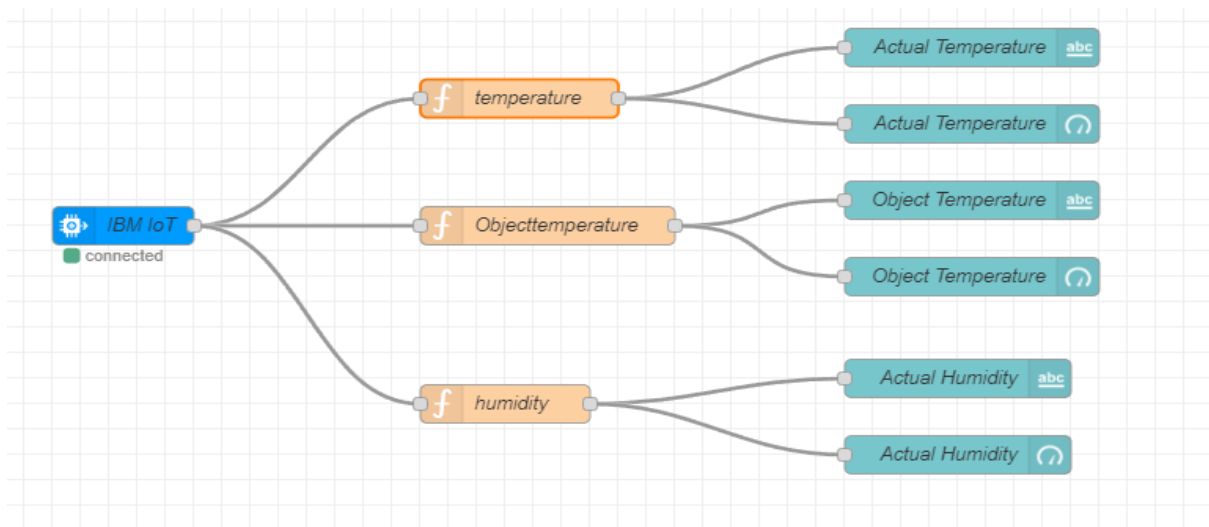 Actual Temperature abc
temperature
Actual Temperature
Object Temperature abc
IBM IoT
Objecttemperature
connected
Object Temperature
Actual Humidity abc
humidity
Actual Humidity